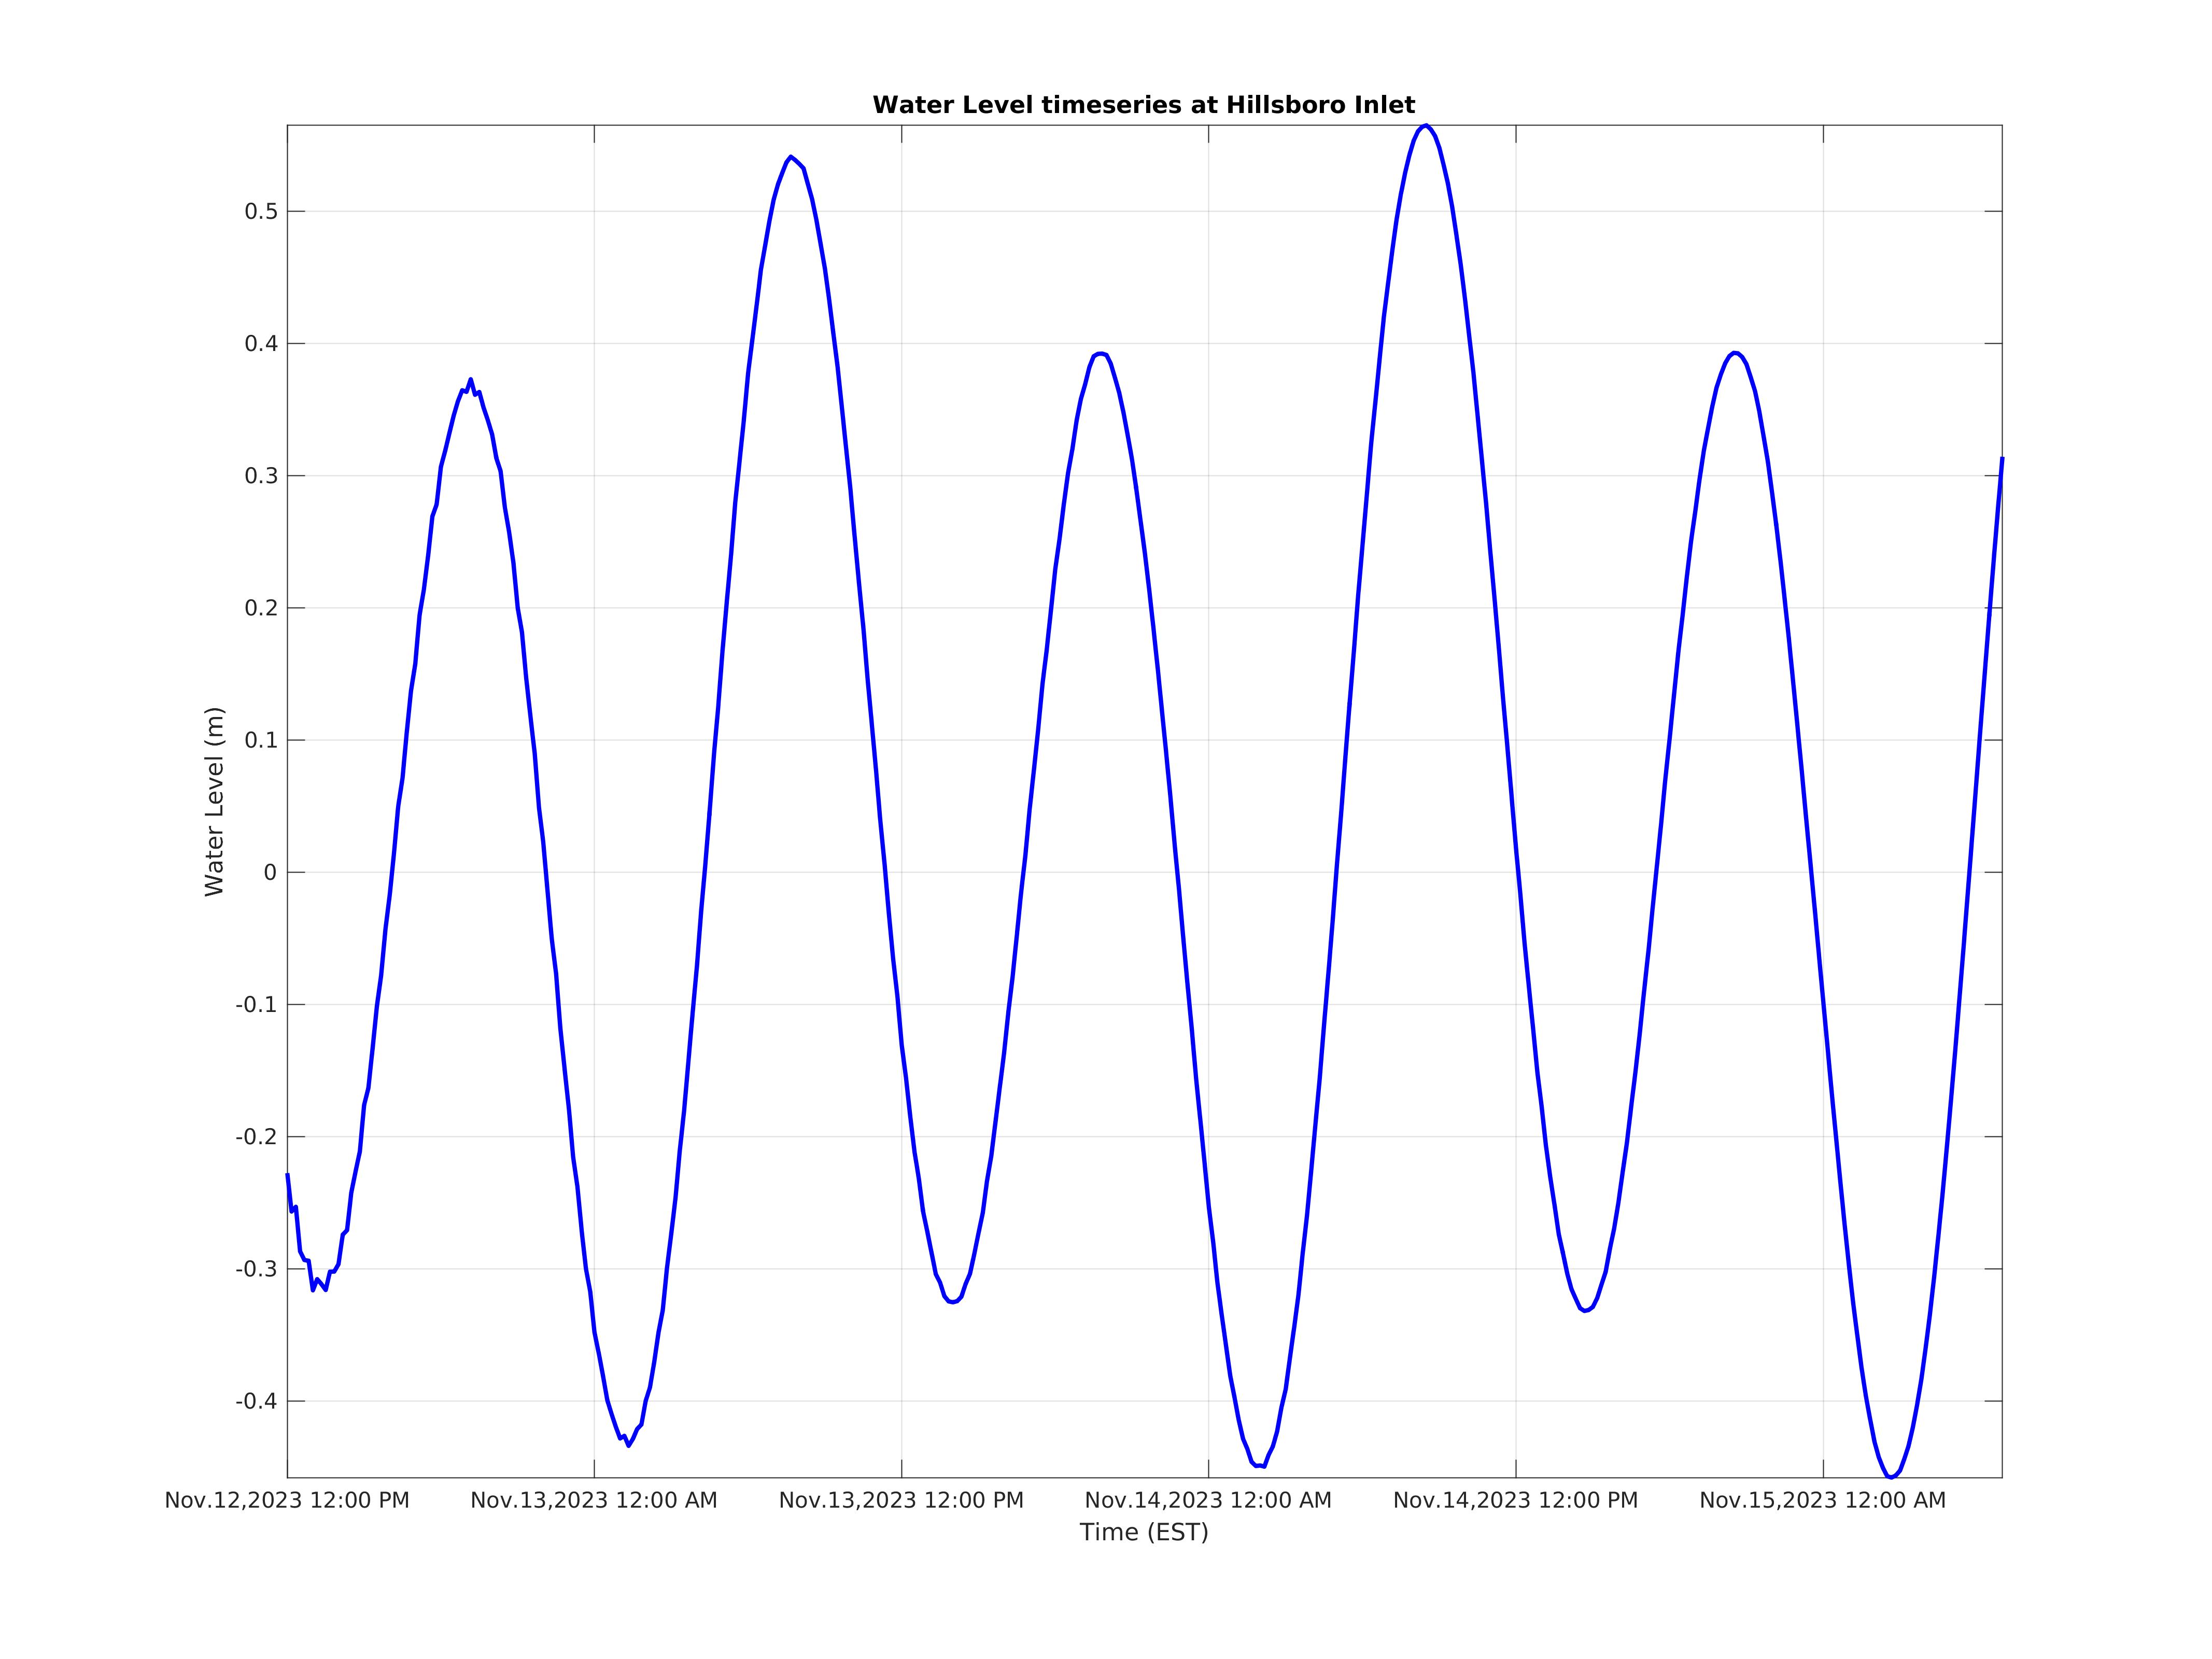 Water Level timeseries at Hillsboro Inlet
0.5
0.4
0.3
0.2
0.1
0
-0.1
-0.2
-0.3
-0.4
Water Level (m)
Nov.12,2023 12:00 PM Nov.13,2023 12:00 AM Nov.13,2023 12:00 PM Nov.14,2023 12:00 AM Nov.14,2023 12:00 PM Nov.15,2023 12:00 AM
Time (EST)